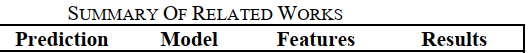 SUMMARY OF RELATED WORKS
Prediction Model Features Results